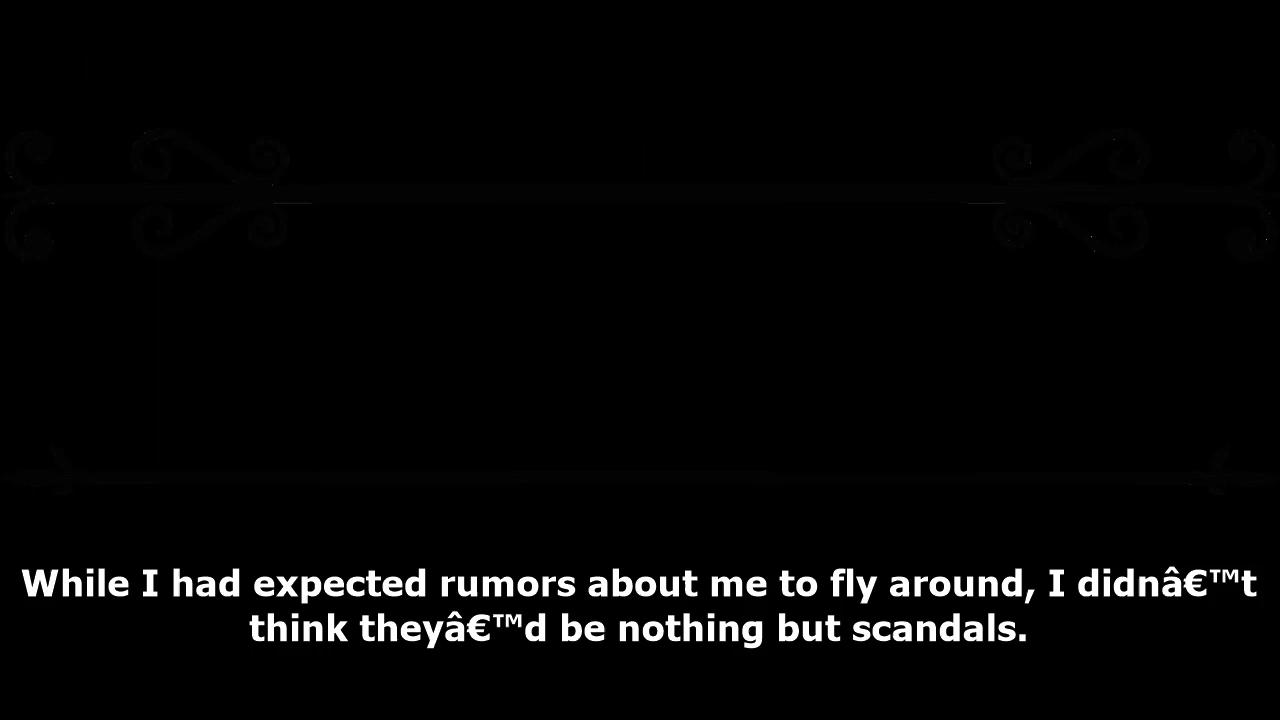 While I had expected rumors about me to fly around, I didnâ€™t
think theyâ€™d be nothing but scandals.